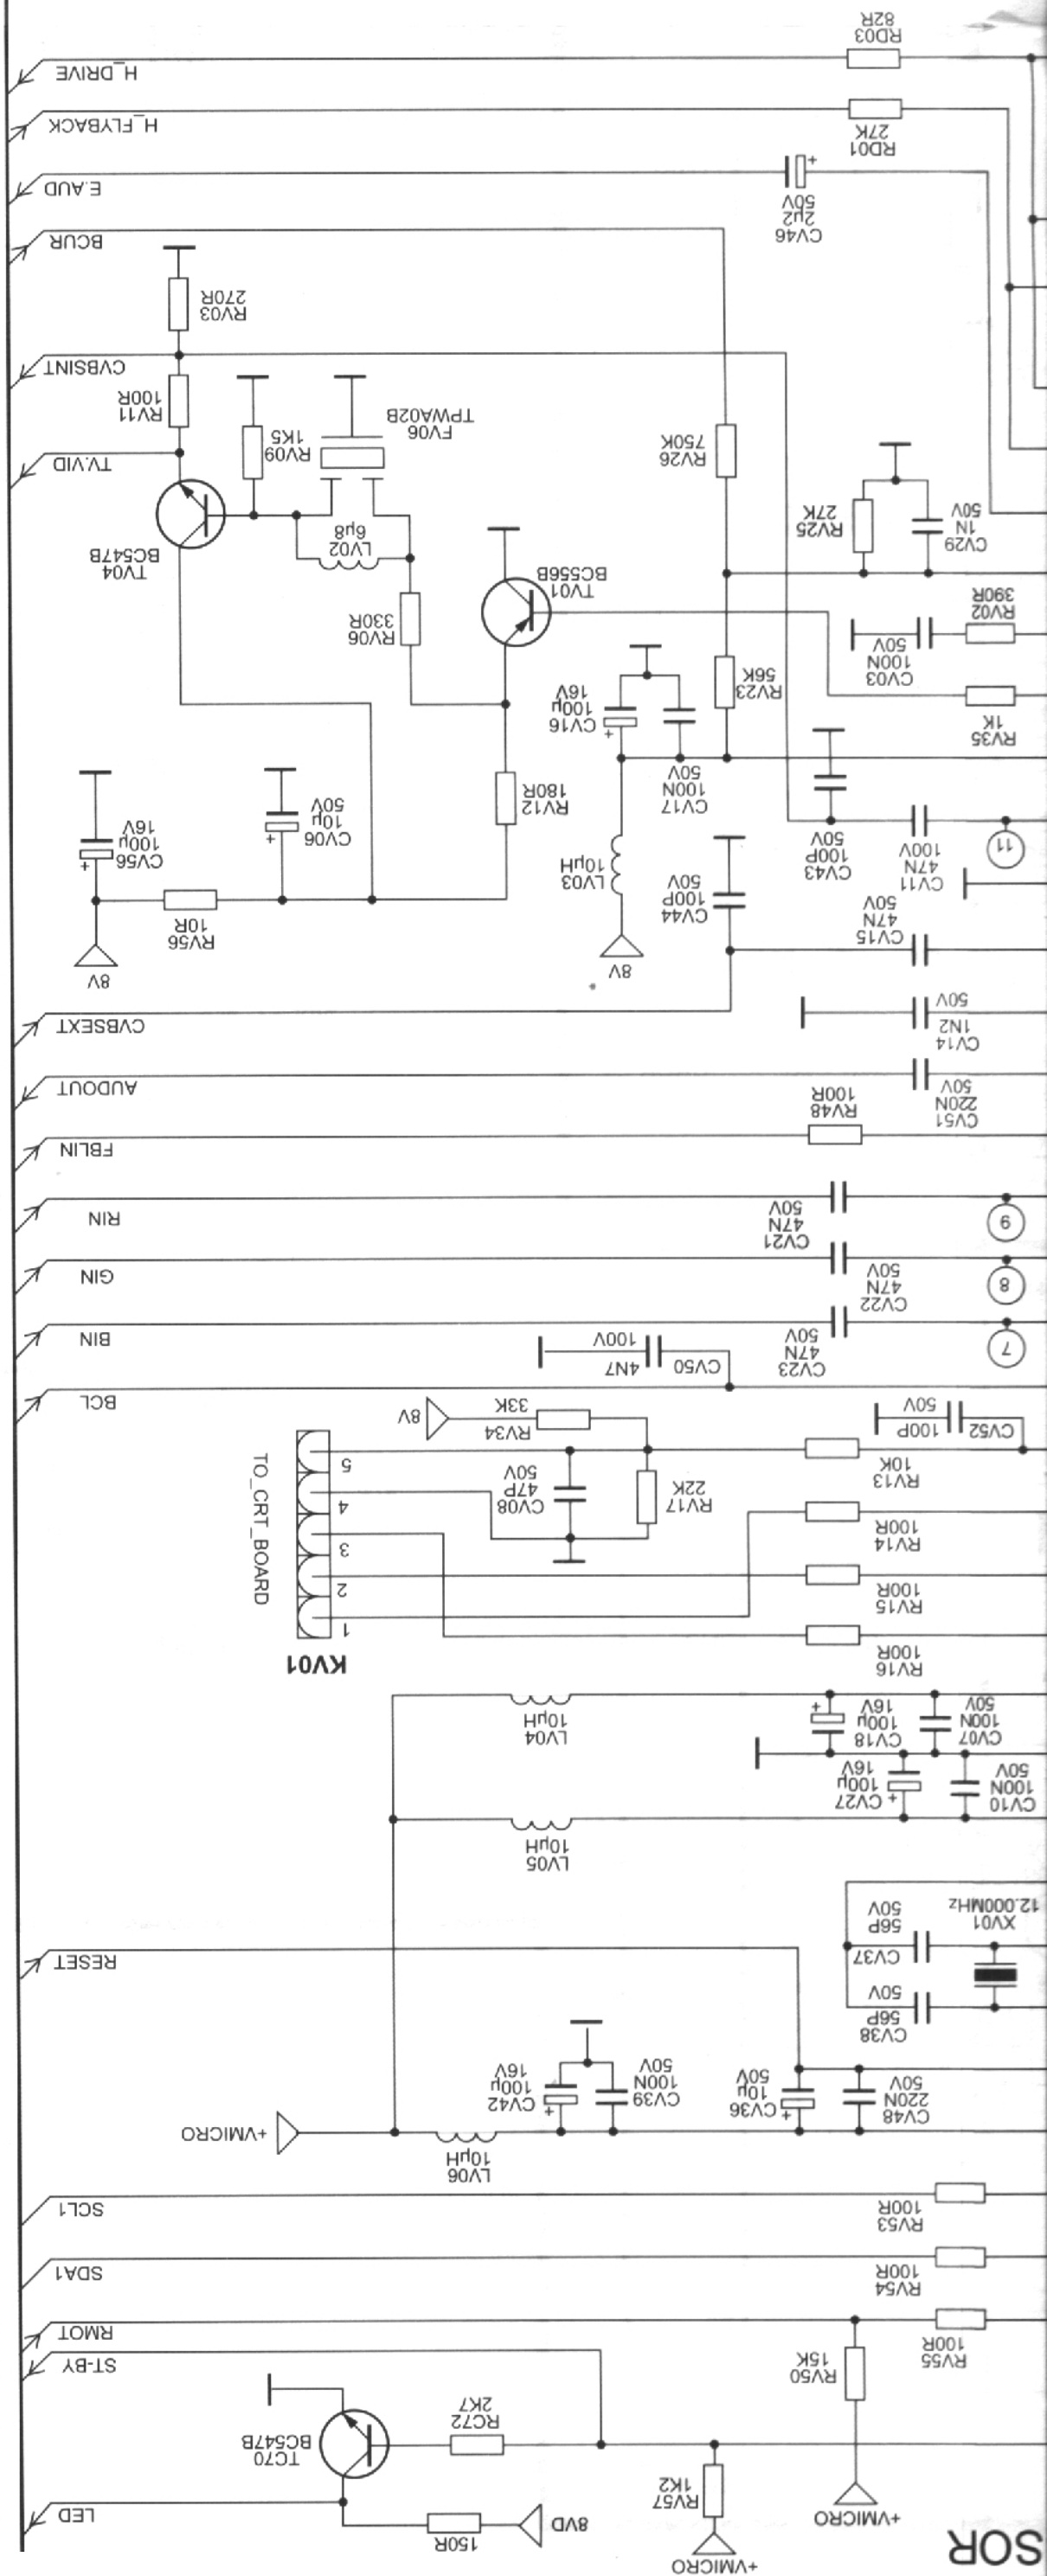 SOR
+VMICRO
+VMICRO
8VD
150R
LED
RV57
1K2
TC70
BC547B
RC72
2K7
RV50
15K
RV55
100R
ST-BY
RMOT
RV54
100R
SDA1
RV53
100R
SCL1
LV06
10µH
+VMICRO
CV48
220N
50V
CV36
10µ
50V
CV39
100N
50V
CV42
100µ
16V
CV38
56P
50V
CV37
56P
50V
XV01
12.000MHz
RESET
LV05
10µH
CV10
100N
50V
CV27
100µ
16V
CV07
100N
50V
CV18
100µ
16V
LV04
10µH
KV01
RV16
100R
1
RV15
100R
2
RV14
100R
3
TO_CRT_BOARD
4
RV13
10K
5
RV17
22K
CV08
47P
50V
CV52
100P
50V
RV34
33K
8V
BCL
CV50
4N7
100V
7
CV23
47N
50V
BIN
8
CV22
47N
50V
GIN
9
CV21
47N
50V
RIN
FBLIN
CV51
220N
50V
RV48
100R
AUDOUT
CV14
1N2
50V
CVBSEXT
8V
8V
CV15
47N
50V
RV56
10R
CV44
100P
50V
LV03
10µH
CV11
47N
100V
11
CV43
100P
50V
CV17
100N
50V
RV12
180R
CV06
10µ
50V
CV56
100µ
16V
RV35
1K
CV16
100µ
16V
RV23
56K
CV03
100N
50V
RV02
390R
RV06
330R
TV01
BC556B
TV04
BC547B
LV02
6µ8
CV29
1N
50V
RV25
27K
TV.VID
RV26
750K
RV09
1K5
FV06
TPWA02B
RV11
100R
CVBSINT
RV03
270R
BCUR
CV46
2µ2
50V
E.AUD
RD01
27K
H_FLYBACK
H_DRIVE
RD03
82R